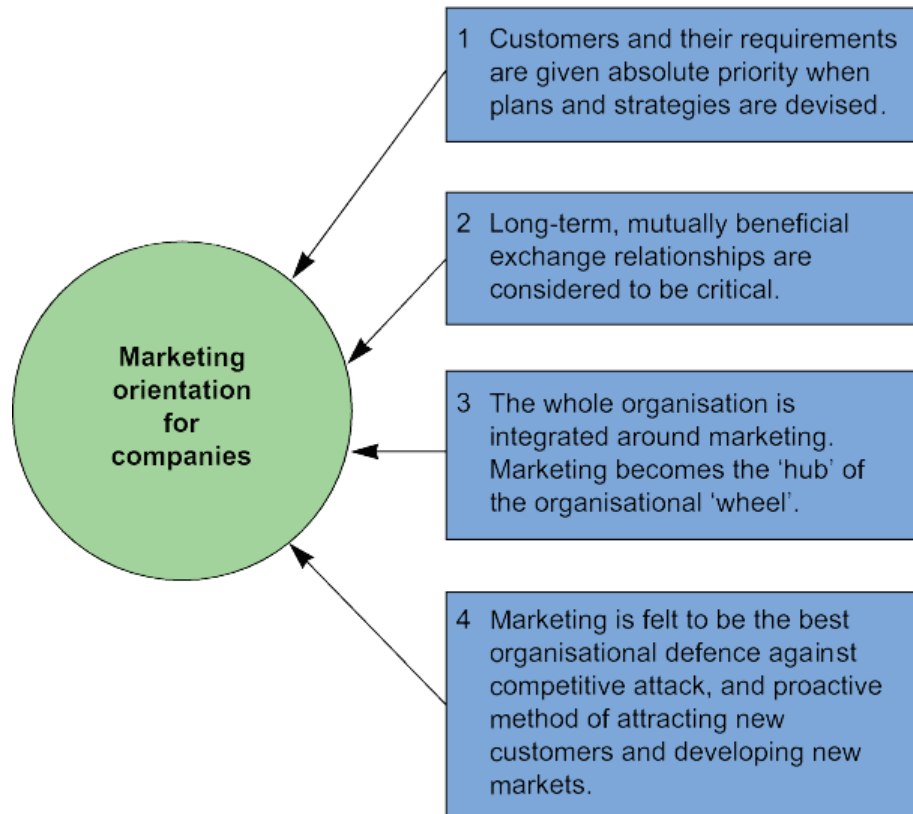 1 Customers and their requirements
are given absolute priority when
plans and strategies are devised.
2 Long-term, mutually beneficial
exchange relationships are
considered to be critical.
Marketing
orientation
for
companies
3 The whole organisation is
integrated around marketing.
Marketing becomes the ‘hub’ of
the organisational ‘wheel’.
4 Marketing is felt to be the best
organisational defence against
competitive attack, and proactive
method of attracting new
customers and developing new
markets.